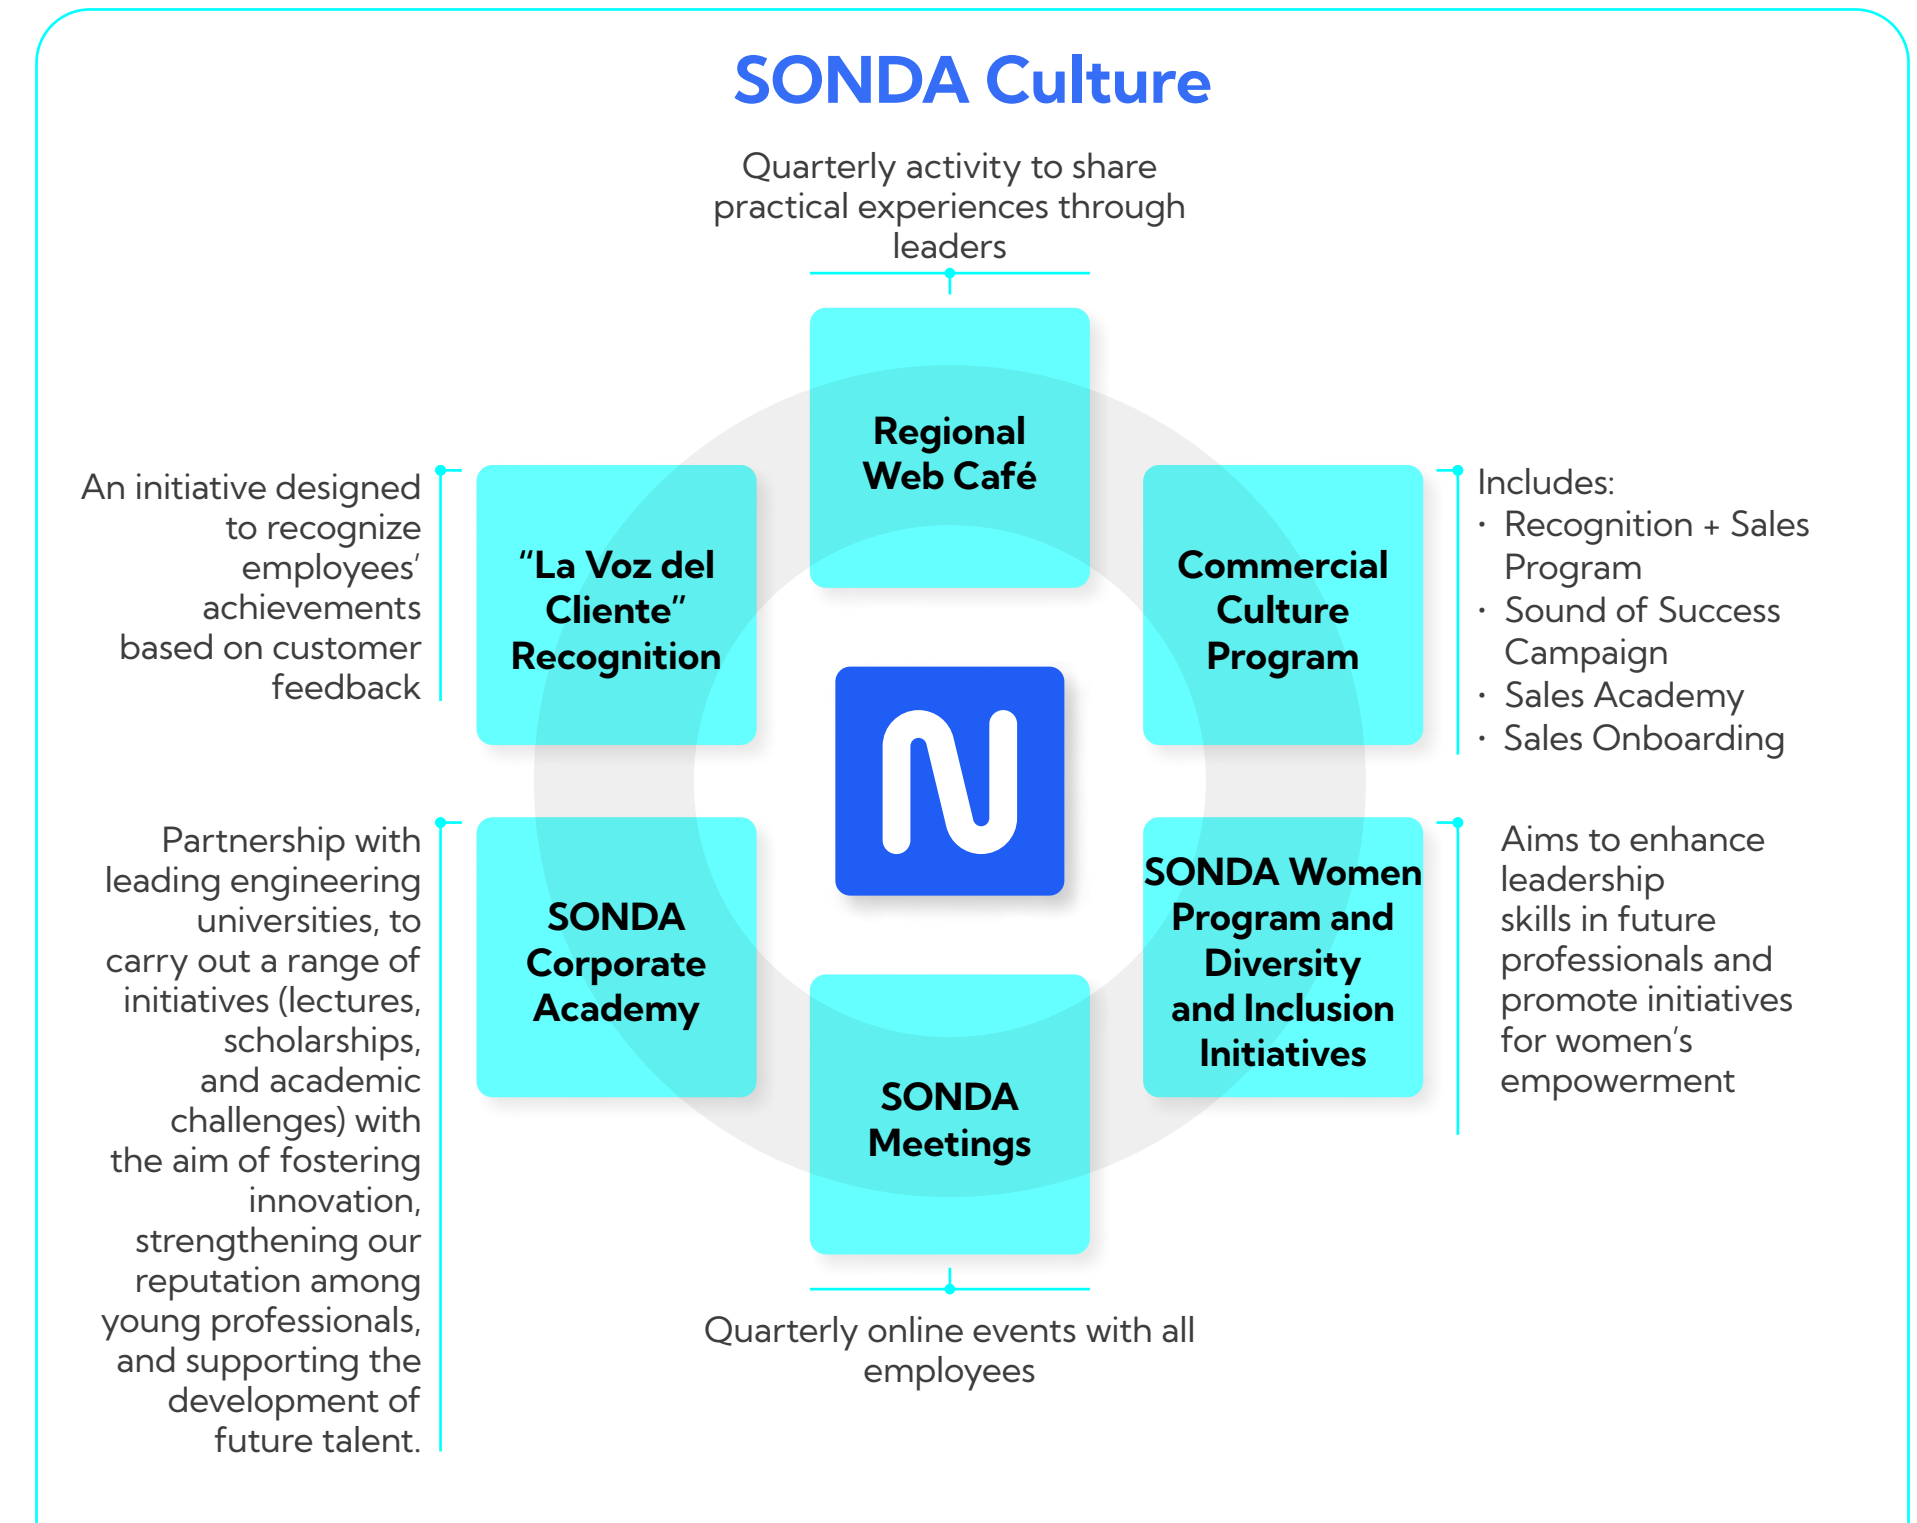 SONDA Culture
Quarterly activity to share
practical experiences through
leaders
Regional
Web Café
An initiative designed
to recognize
employees’
achievements
based on customer
feedback
“La Voz del
Cliente”
Recognition
Commercial
Culture
Program
Includes:
• Recognition + Sales
Program
• Sound of Success
Campaign
• Sales Academy
• Sales Onboarding
Partnership with
leading engineering
universities, to
carry out a range of
initiatives (lectures,
scholarships,
and academic
challenges) with
the aim of fostering
innovation,
strengthening our
reputation among
young professionals,
and supporting the
development of
future talent.
SONDA
Corporate
Academy
SONDA Women
Program and
Diversity
and Inclusion
Initiatives
Aims to enhance
leadership
skills in future
professionals and
promote initiatives
for women’s
empowerment
SONDA
Meetings
Quarterly online events with all
employees